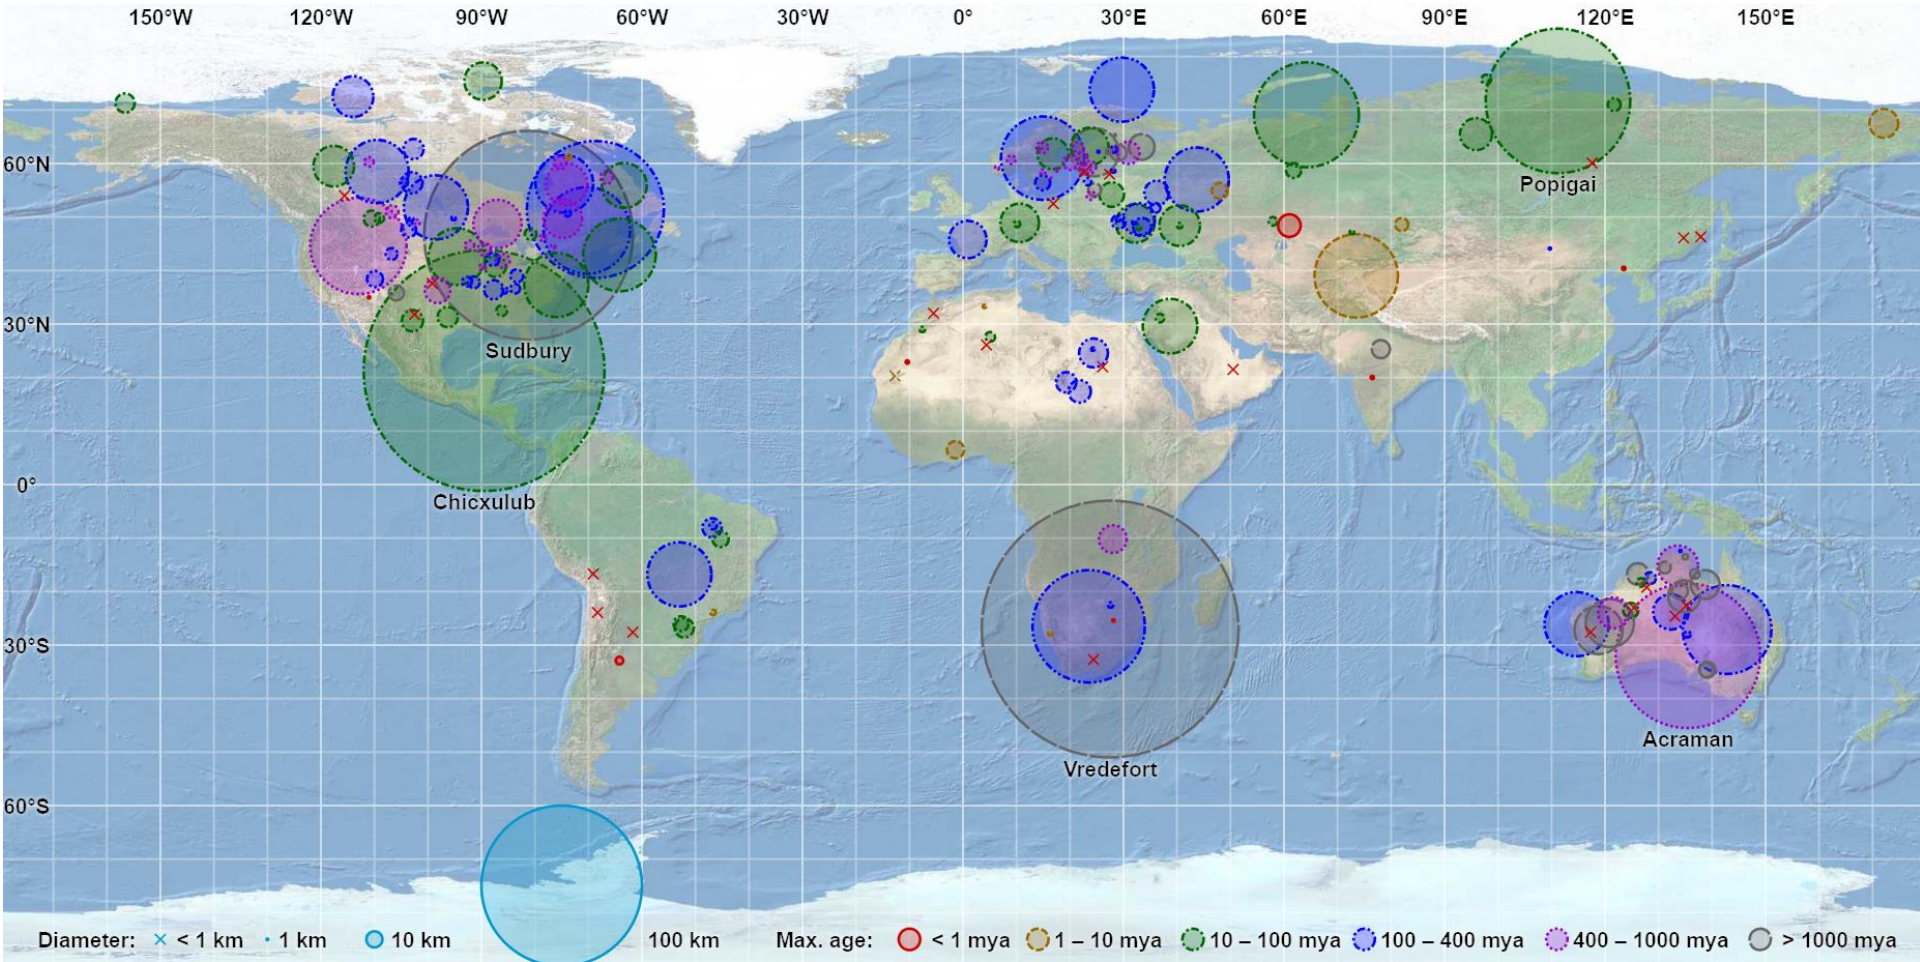 150°W 120°W 90°W 60°W 30°W 0° 30°E 60°E 90°E 120°E 150°E
60°N
Popigai
30°N
Sudbury
0°
Chicxulub
30°S
Acraman
Vredefort
60°S
Diameter: < 1 km 1 km 10 km 100 km Max. age: < 1 mya 1 – 10 mya 10 – 100 mya 100 – 400 mya 400 – 1000 mya > 1000 mya